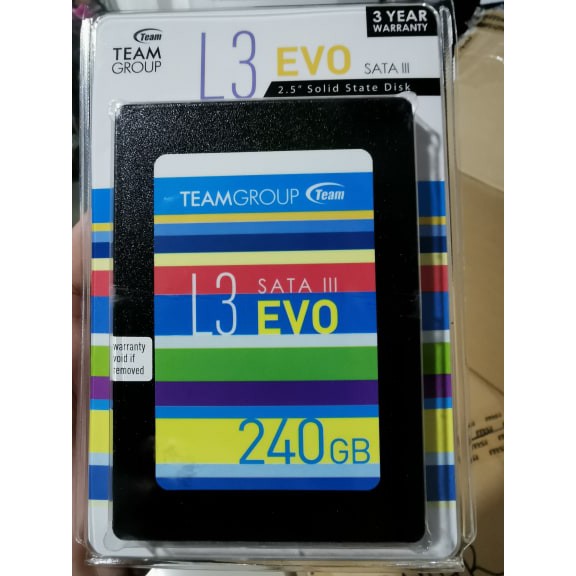 Team
TEAM
GROUP
L3 EVO SATA III
3 YEAR
WARRANTY
2.5" Solid State Disk
TEAMGROUP Team
L3 SATA III
EVO
warranty
void if
removed
240GB